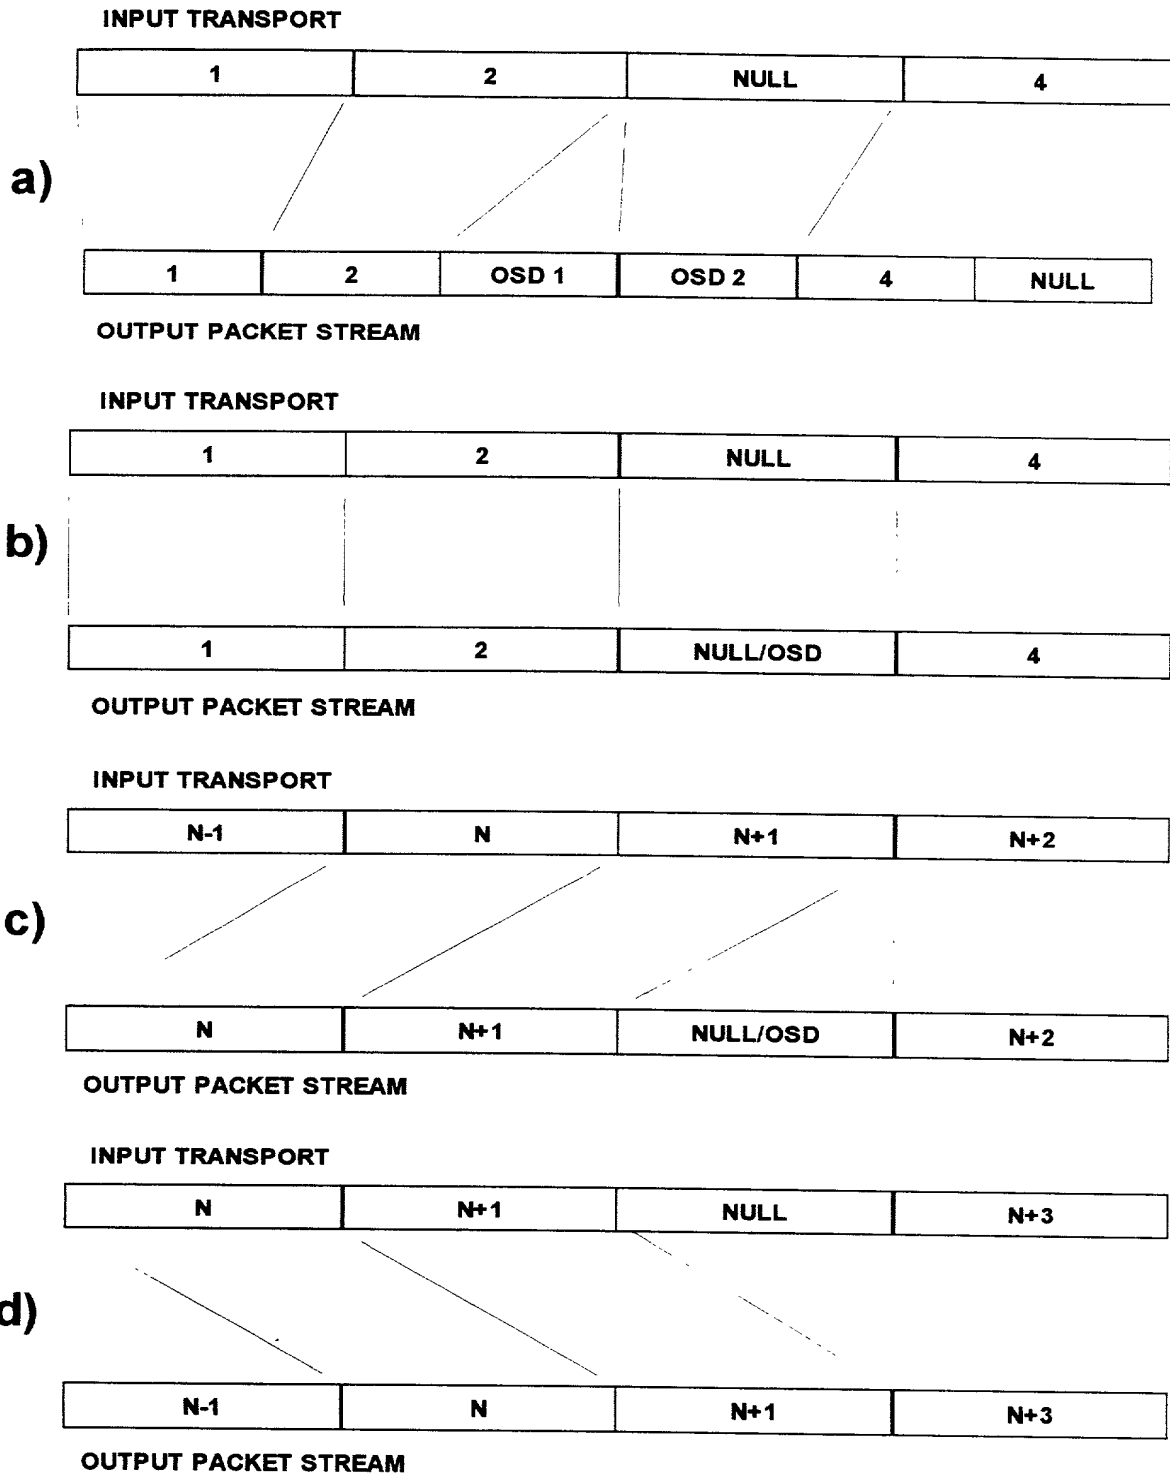 INPUT TRANSPORT
1 2 NULL 4
a)
1 2 OSD 1 OSD 2 4 NULL
OUTPUT PACKET STREAM
INPUT TRANSPORT
1 2 NULL 4
b)
1 2 NULL/OSD 4
OUTPUT PACKET STREAM
INPUT TRANSPORT
N-1 N N+1 N+2
c)
N N+1 NULL/OSD N+2
OUTPUT PACKET STREAM
INPUT TRANSPORT
N N+1 NULL N+3
d)
N-1 N N+1 N+3
OUTPUT PACKET STREAM